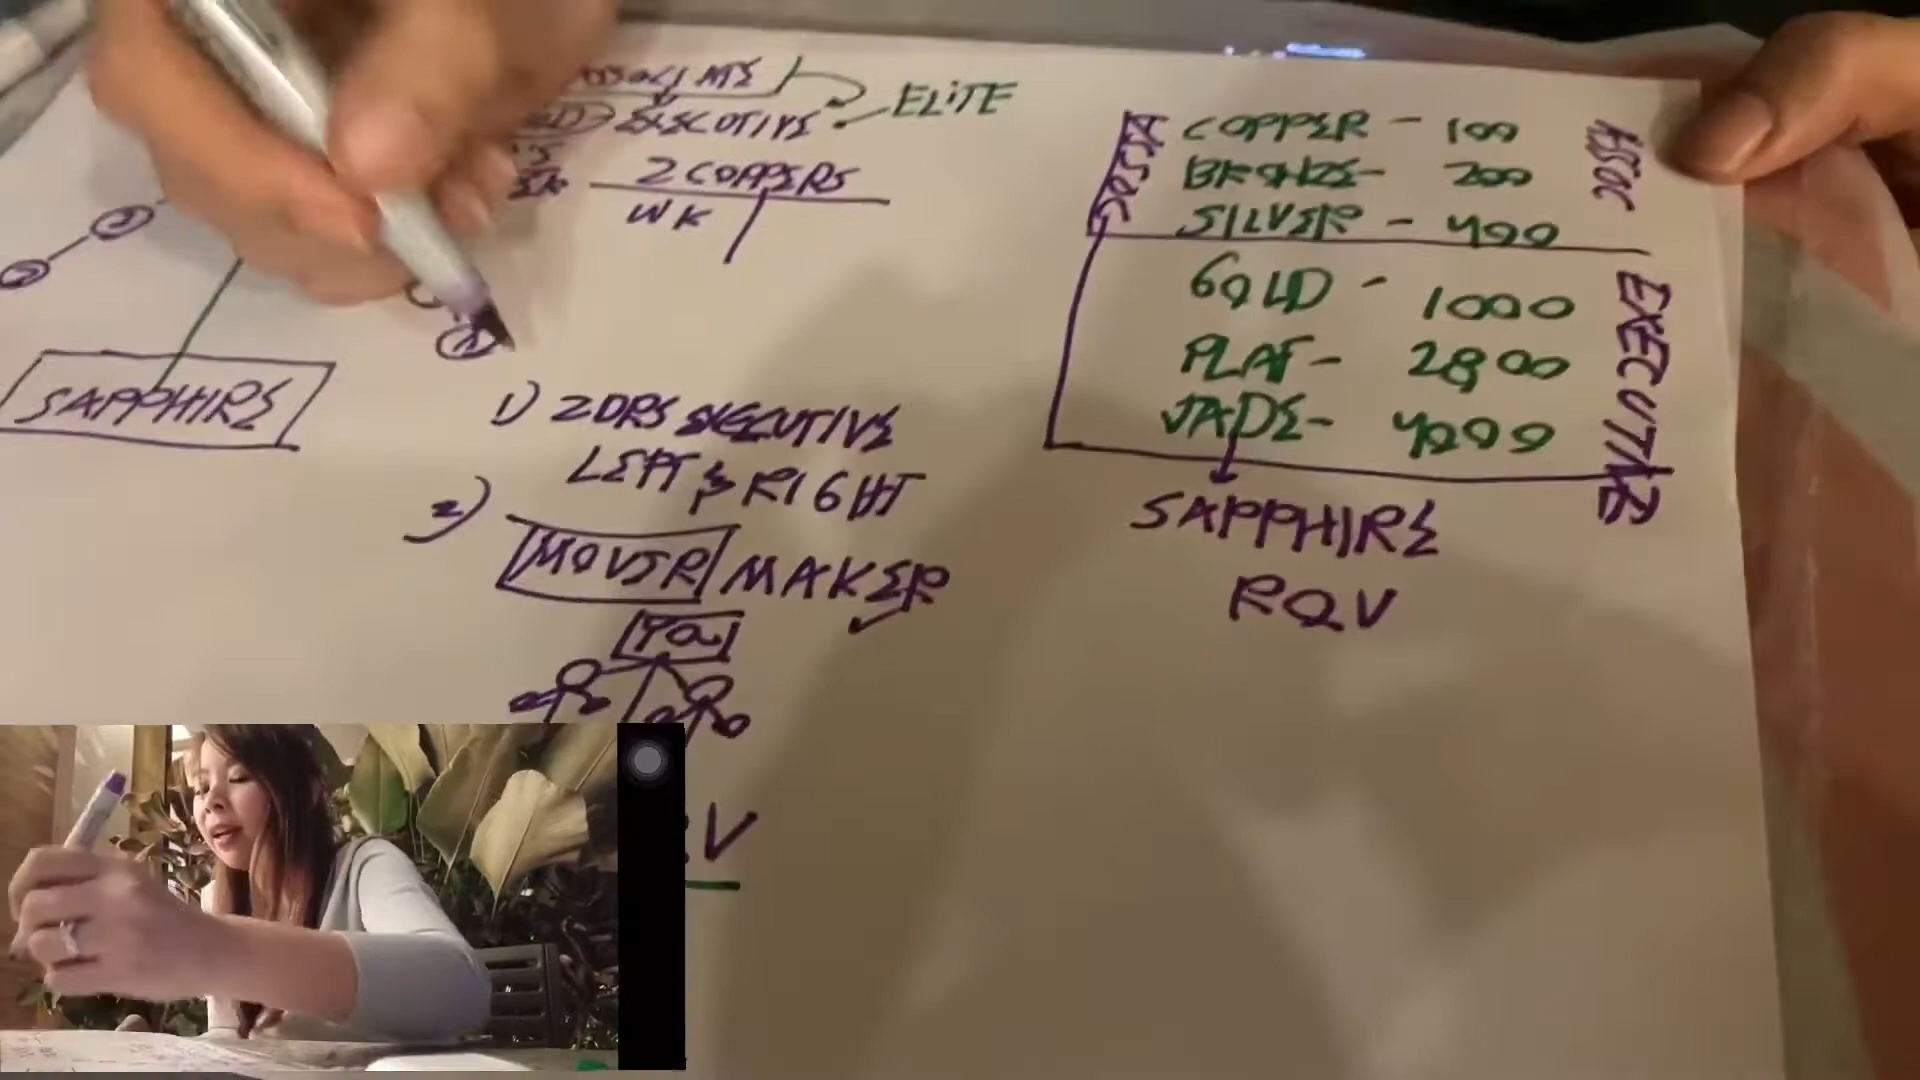 EXECUTIVE
ELITE
2 COPPERS
WK
SAPPHIRE
1) 2 DRS EXECUTIVE
LEFT & RIGHT
2) MOVER MAKER
YOU
V
COPPER - 100
BRONZE - 200
SILVER - 400
ASSOC
GOLD - 1000
PLAT - 2800
JADE - 4000
EXECUTIVE
SAPPHIRE
RQV